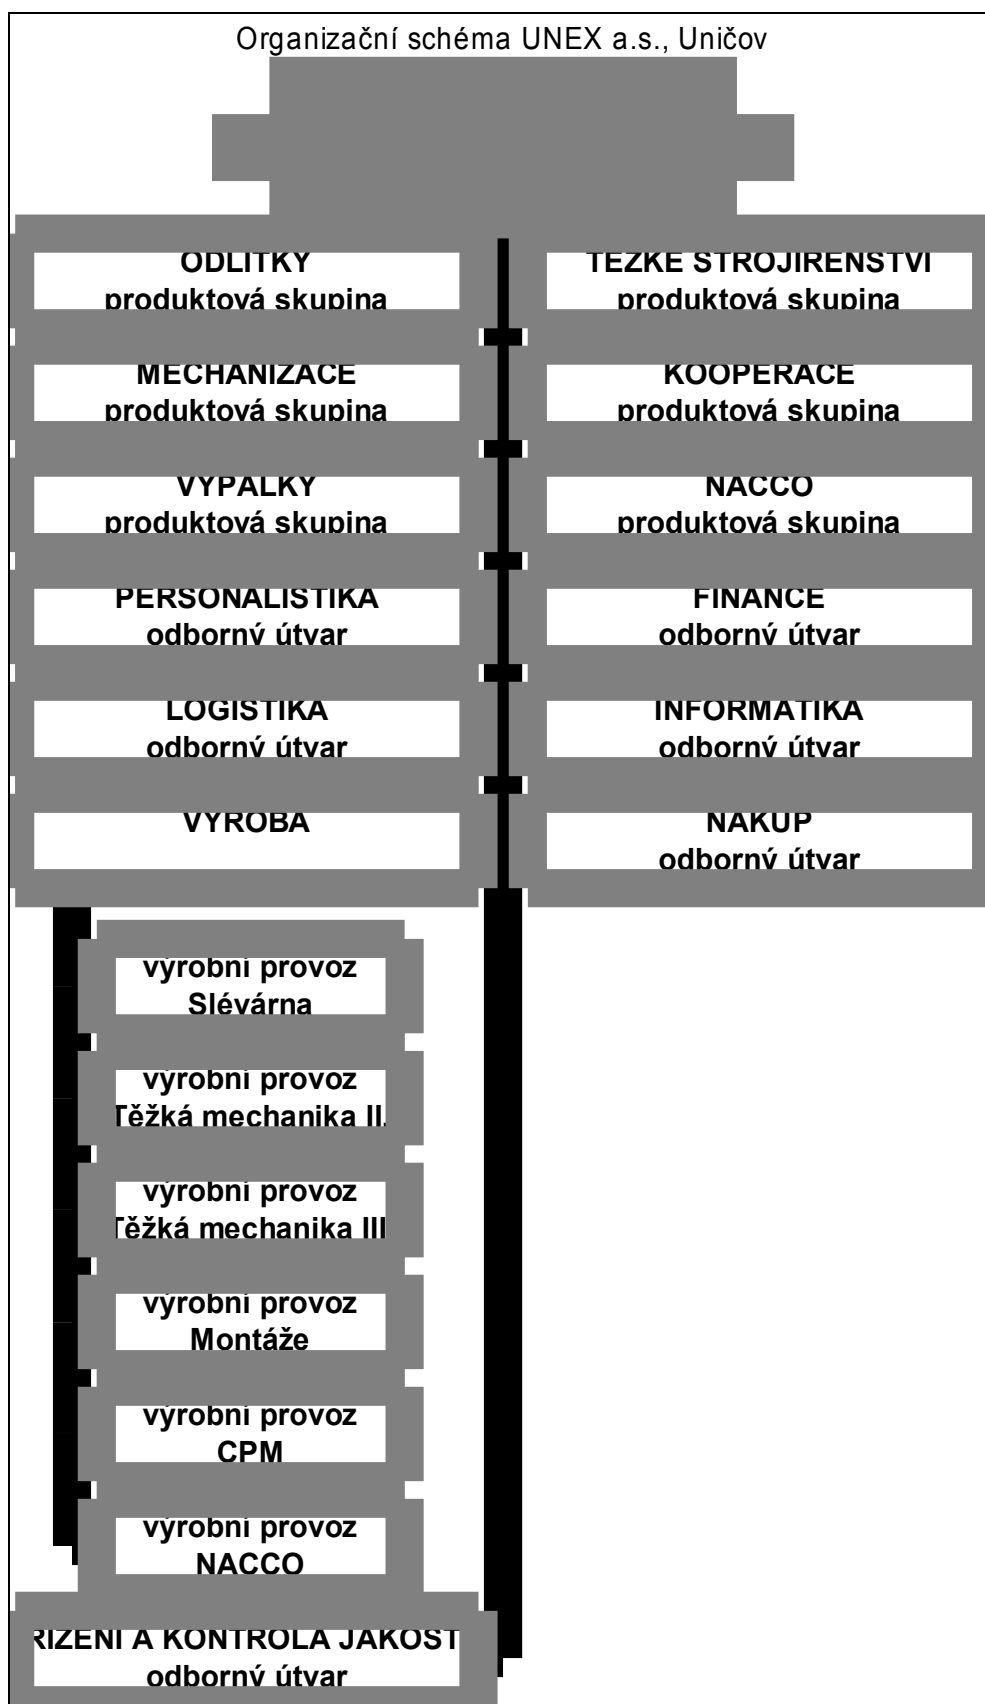 Organizační schéma UNEX a.s., Uničov
ODLITKY
produktová skupina
TĚŽKÉ STROJÍRENSTVÍ
produktová skupina
MECHANIZACE
produktová skupina
KOOPERACE
produktová skupina
VÝPALKY
produktová skupina
NACCO
produktová skupina
PERSONALISTIKA
odborný útvar
FINANCE
odborný útvar
LOGISTIKA
odborný útvar
INFORMATIKA
odborný útvar
VÝROBA
NÁKUP
odborný útvar
výrobní provoz
Slévárna
výrobní provoz
Těžká mechanika II.
výrobní provoz
Těžká mechanika III
výrobní provoz
Montáže
výrobní provoz
CPM
výrobní provoz
NACCO
ŘÍZENÍ A KONTROLA JAKOST
odborný útvar